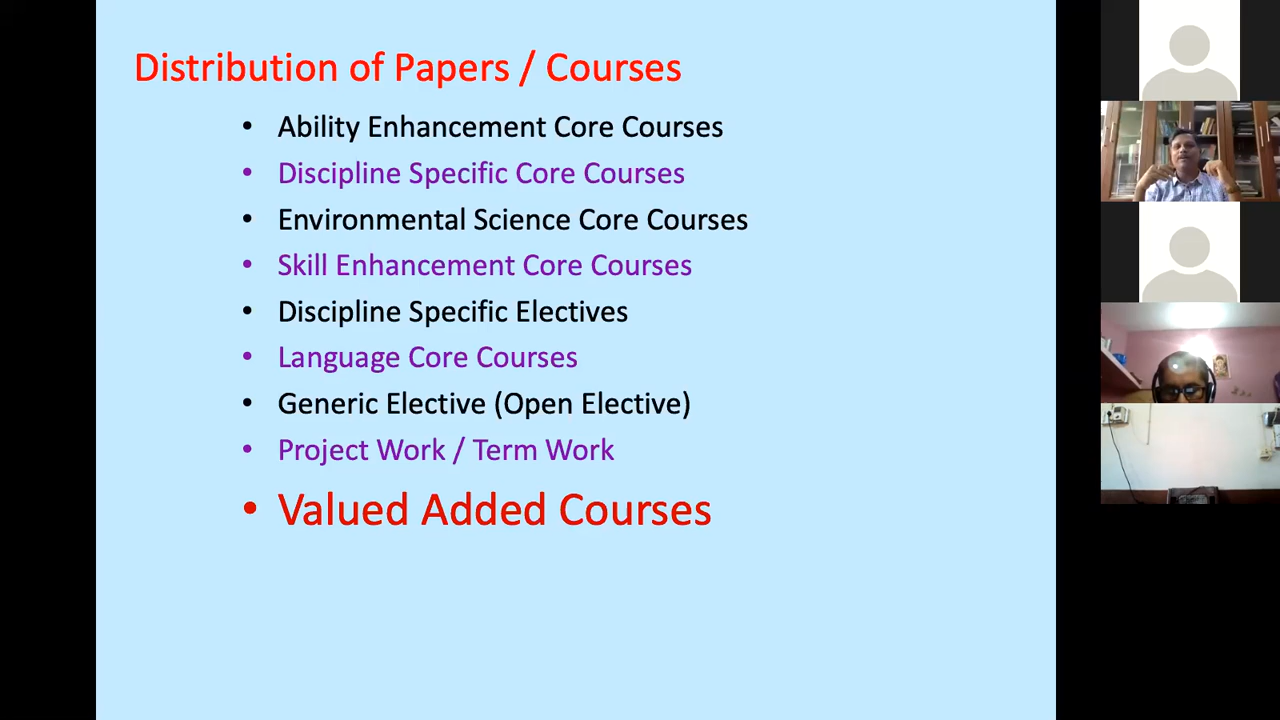 Distribution of Papers / Courses
• Ability Enhancement Core Courses
• Discipline Specific Core Courses
• Environmental Science Core Courses
• Skill Enhancement Core Courses
• Discipline Specific Electives
• Language Core Courses
• Generic Elective (Open Elective)
• Project Work / Term Work
• Valued Added Courses